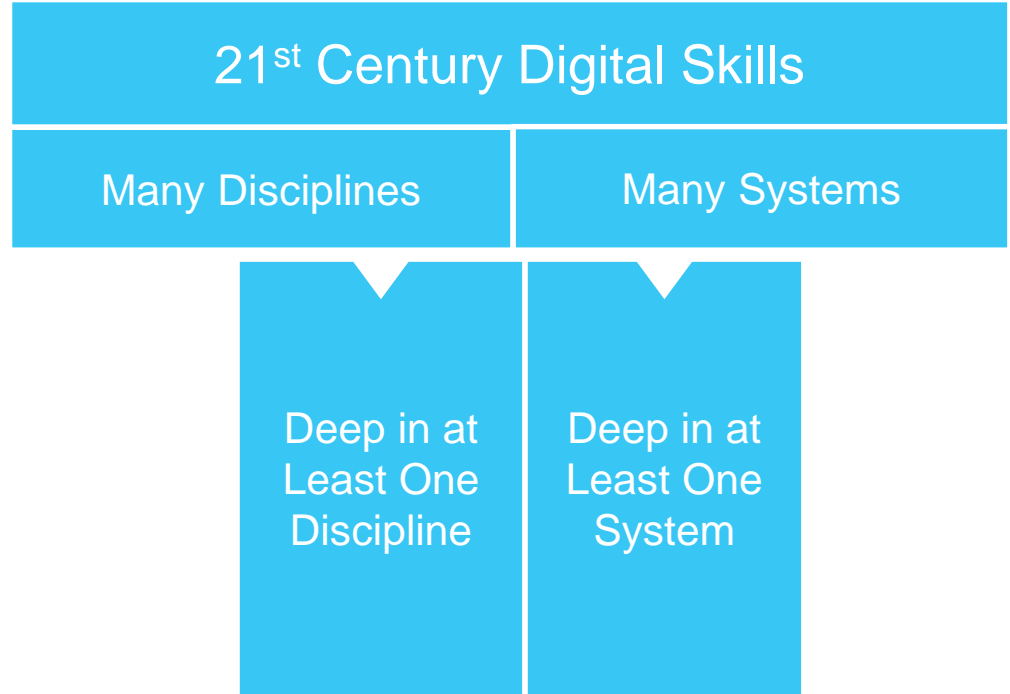 21st Century Digital Skills
Many Disciplines
Many Systems
Deep in at
Least One
Discipline
Deep in at
Least One
System